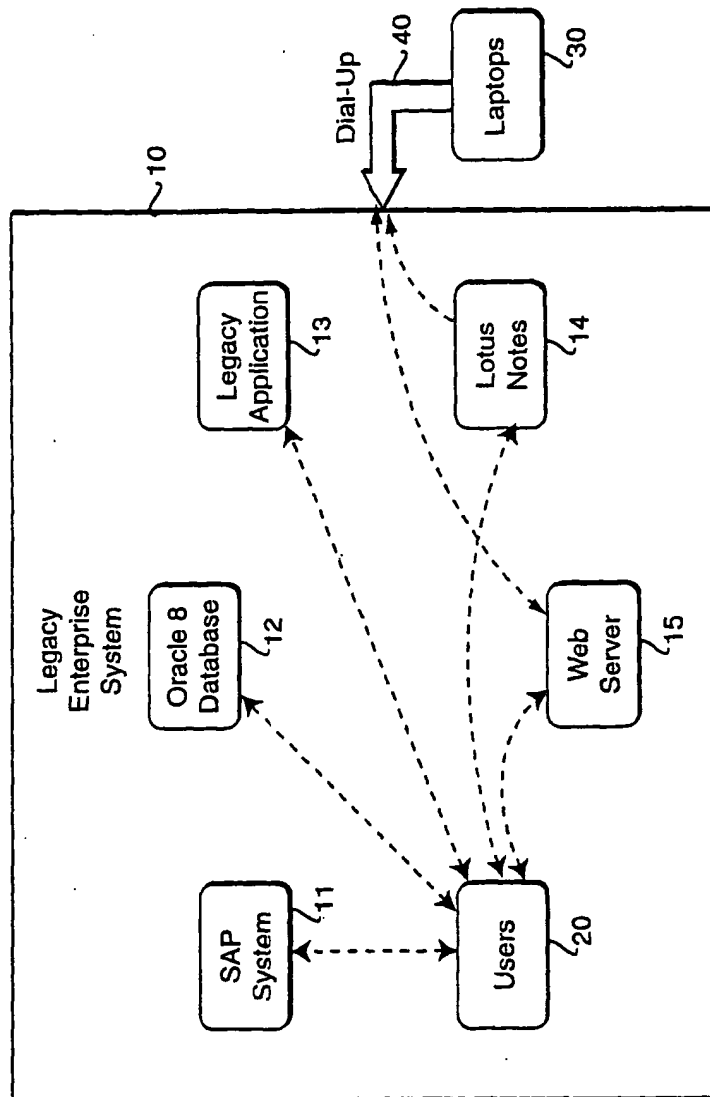 Legacy
Enterprise
System
10
SAP
System
11
Oracle 8
Database
12
Legacy
Application
13
Dial-Up
40
Users
20
Web
Server
15
Lotus
Notes
14
Laptops
30